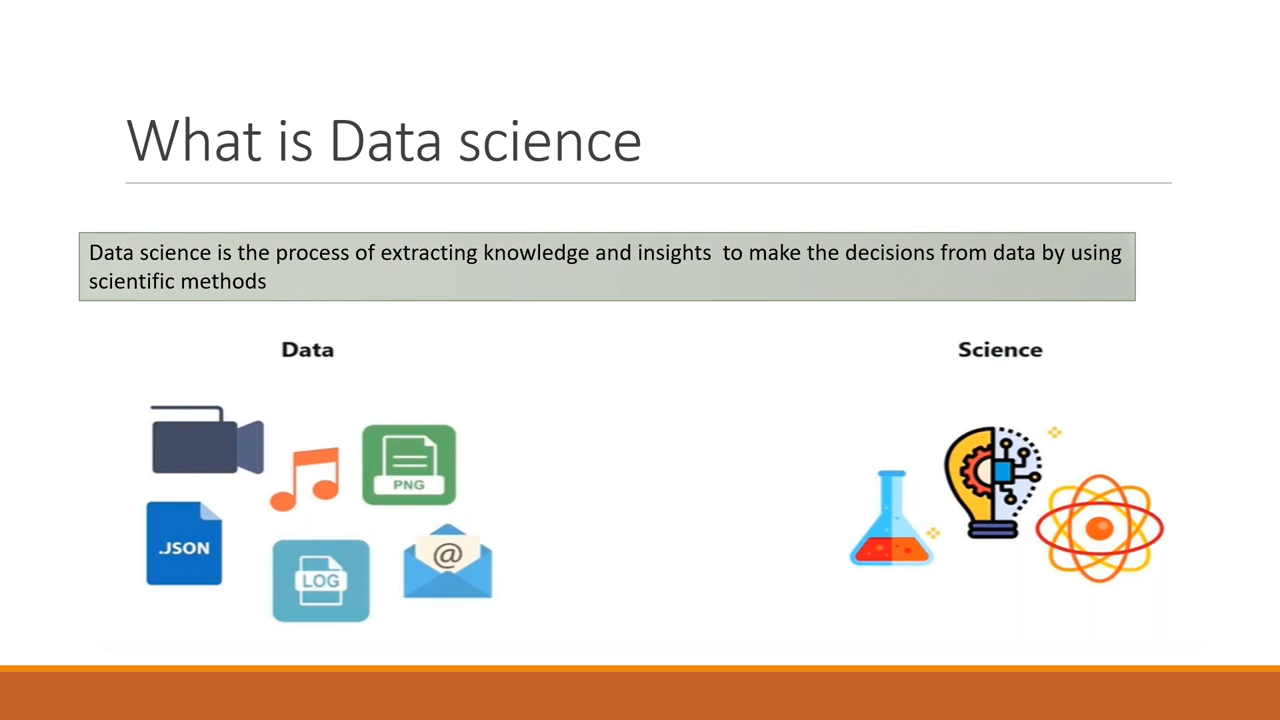 What is Data science
Data science is the process of extracting knowledge and insights  to make the decisions from data by using
scientific methods
Data
Science
PNG
.JSON
LOG
@